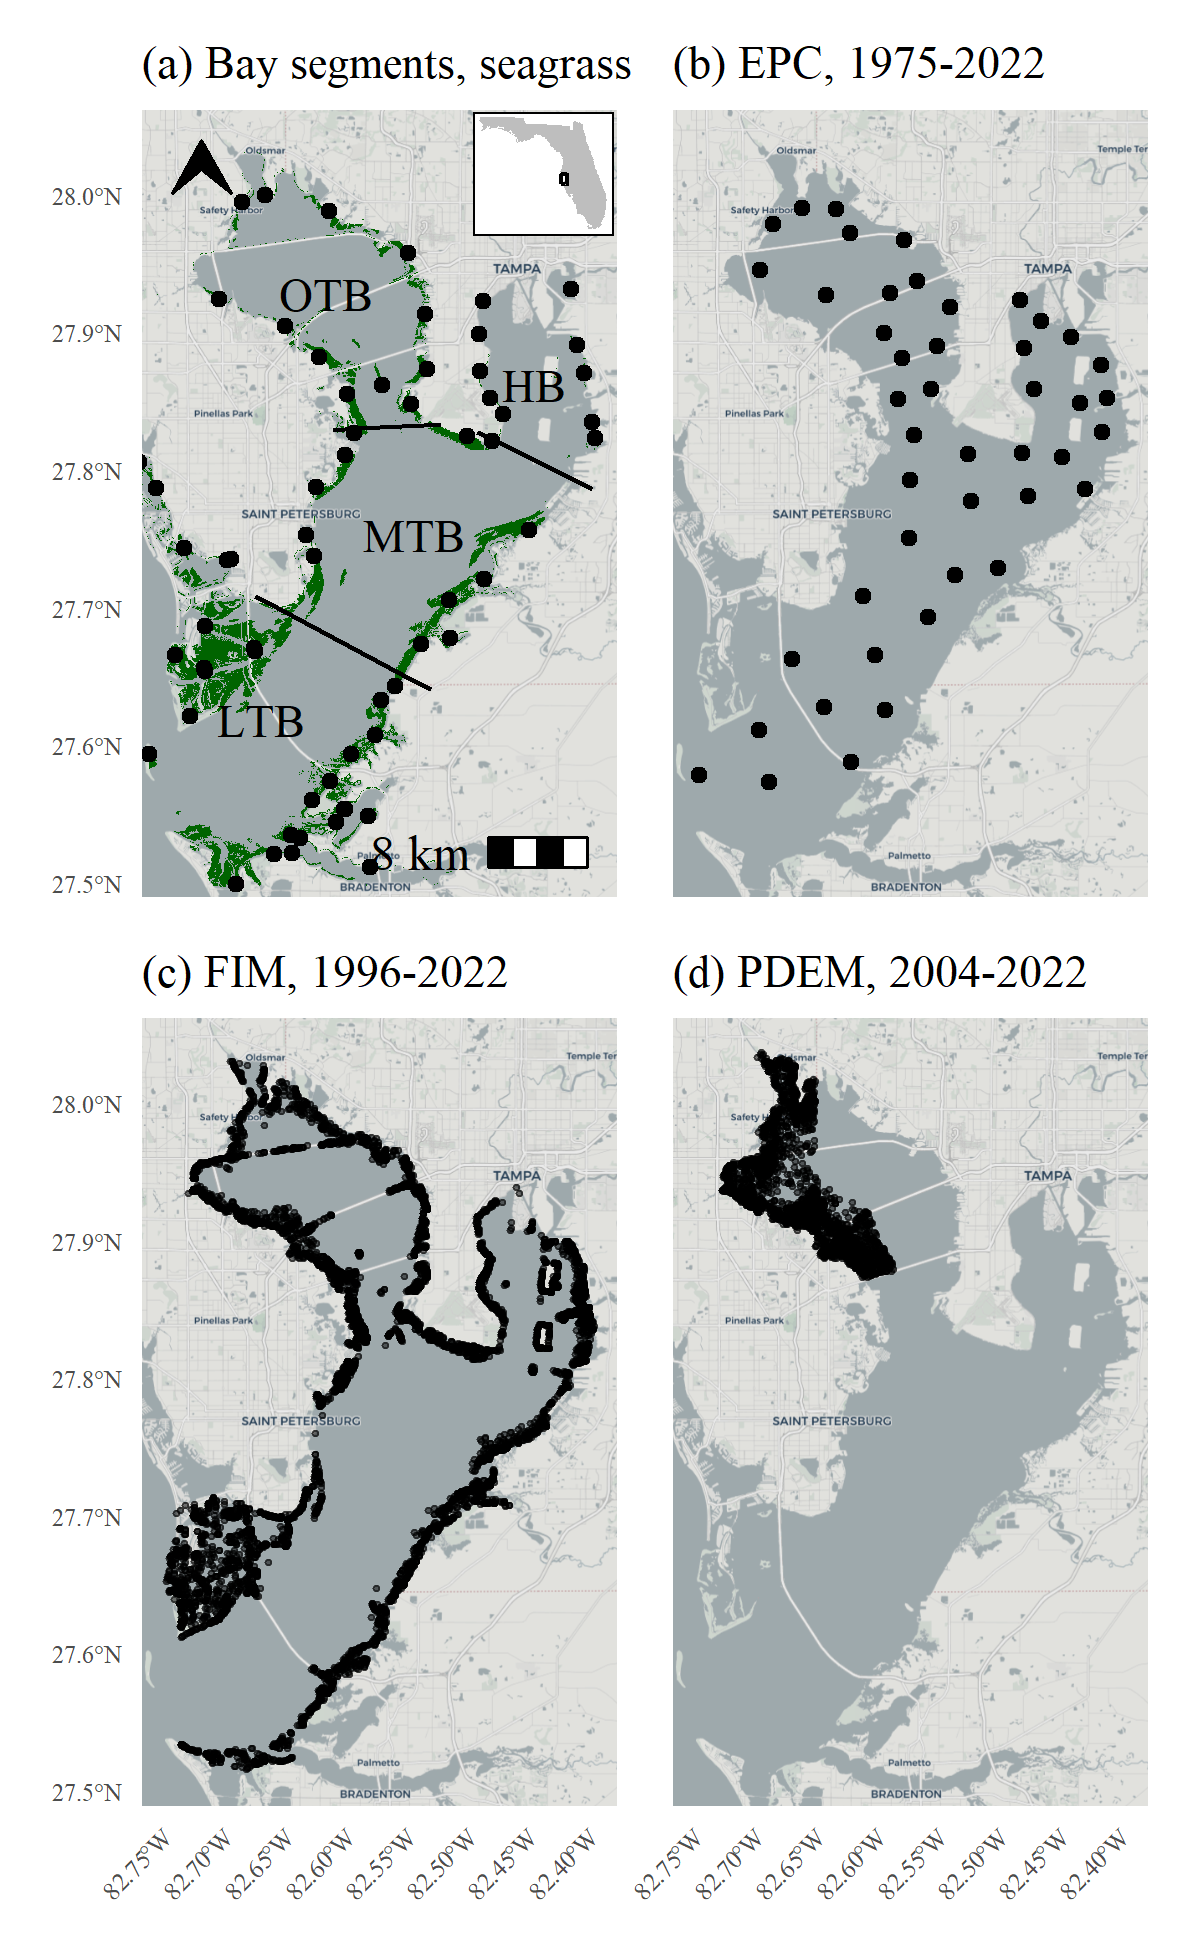 (a) Bay segments, seagrass
(b) EPC, 1975-2022
28.0°N
27.9°N
27.8°N
27.7°N
27.6°N
27.5°N
Oldsmar
Safety Harbor
TAMPA
OTB
HB
Pinellas Park
SAINT PETERSBURG
MTB
LTB
8 km
Palmetto
BRADENTON
Oldsmar
Temple Ter
Safety Harbor
TAMPA
Pinellas Park
SAINT PETERSBURG
Palmetto
BRADENTON
(c) FIM, 1996-2022
(d) PDEM, 2004-2022
28.0°N
27.9°N
27.8°N
27.7°N
27.6°N
27.5°N
Oldsmar
Temple Ter
Safety Harbor
TAMPA
Pinellas Park
SAINT PETERSBURG
Palmetto
BRADENTON
Oldsmar
Temple Ter
Safety Harbor
TAMPA
Pinellas Park
SAINT PETERSBURG
Palmetto
BRADENTON
82.75°W
82.70°W
82.65°W
82.60°W
82.55°W
82.50°W
82.45°W
82.40°W
82.75°W
82.70°W
82.65°W
82.60°W
82.55°W
82.50°W
82.45°W
82.40°W